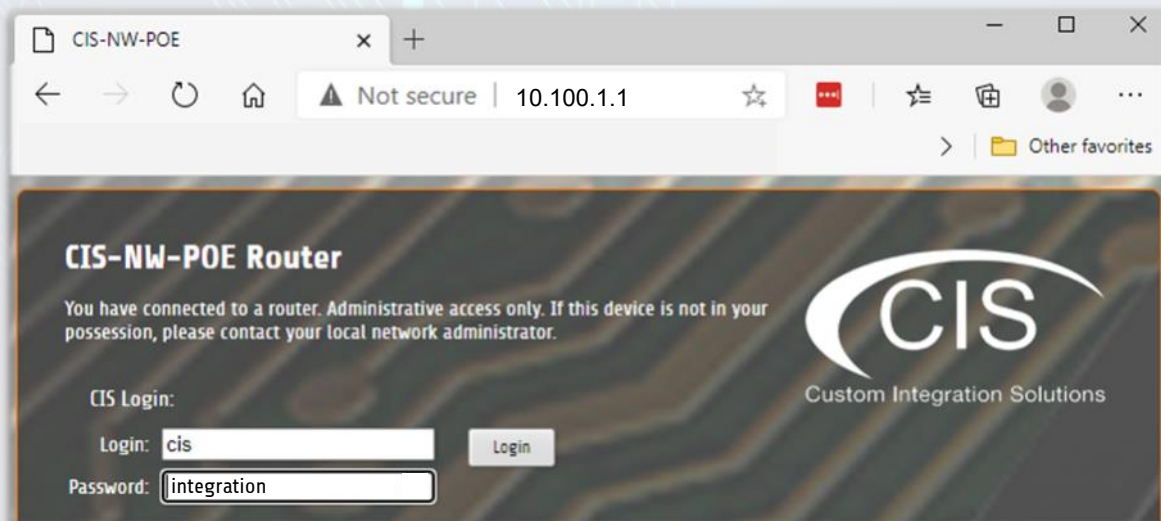 CIS-NW-POE
Not secure | 10.100.1.1
Other favorites
CIS-NW-POE Router
You have connected to a router. Administrative access only. If this device is not in your
possession, please contact your local network administrator.
CIS
Custom Integration Solutions
CIS Login:
Login: cis Login
Password: integration